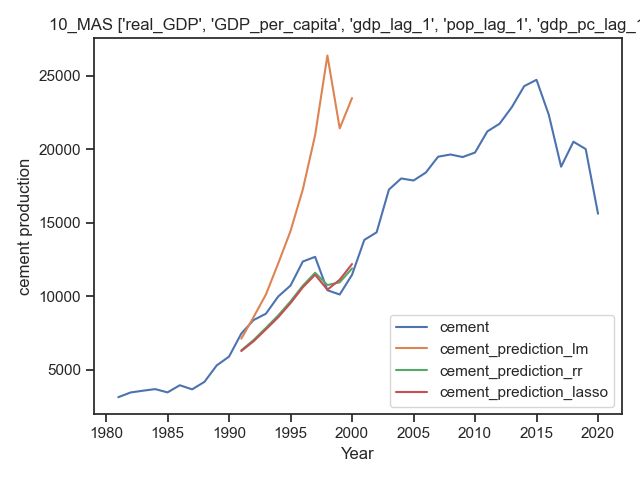 10_MAS ['real_GDP', 'GDP_per_capita', 'gdp_lag_1', 'pop_lag_1', 'gdp_pc_lag_1
25000
20000
15000
10000
5000
cement production
cement
cement_prediction_lm
cement_prediction_rr
cement_prediction_lasso
1980 1985 1990 1995 2000 2005 2010 2015 2020
Year